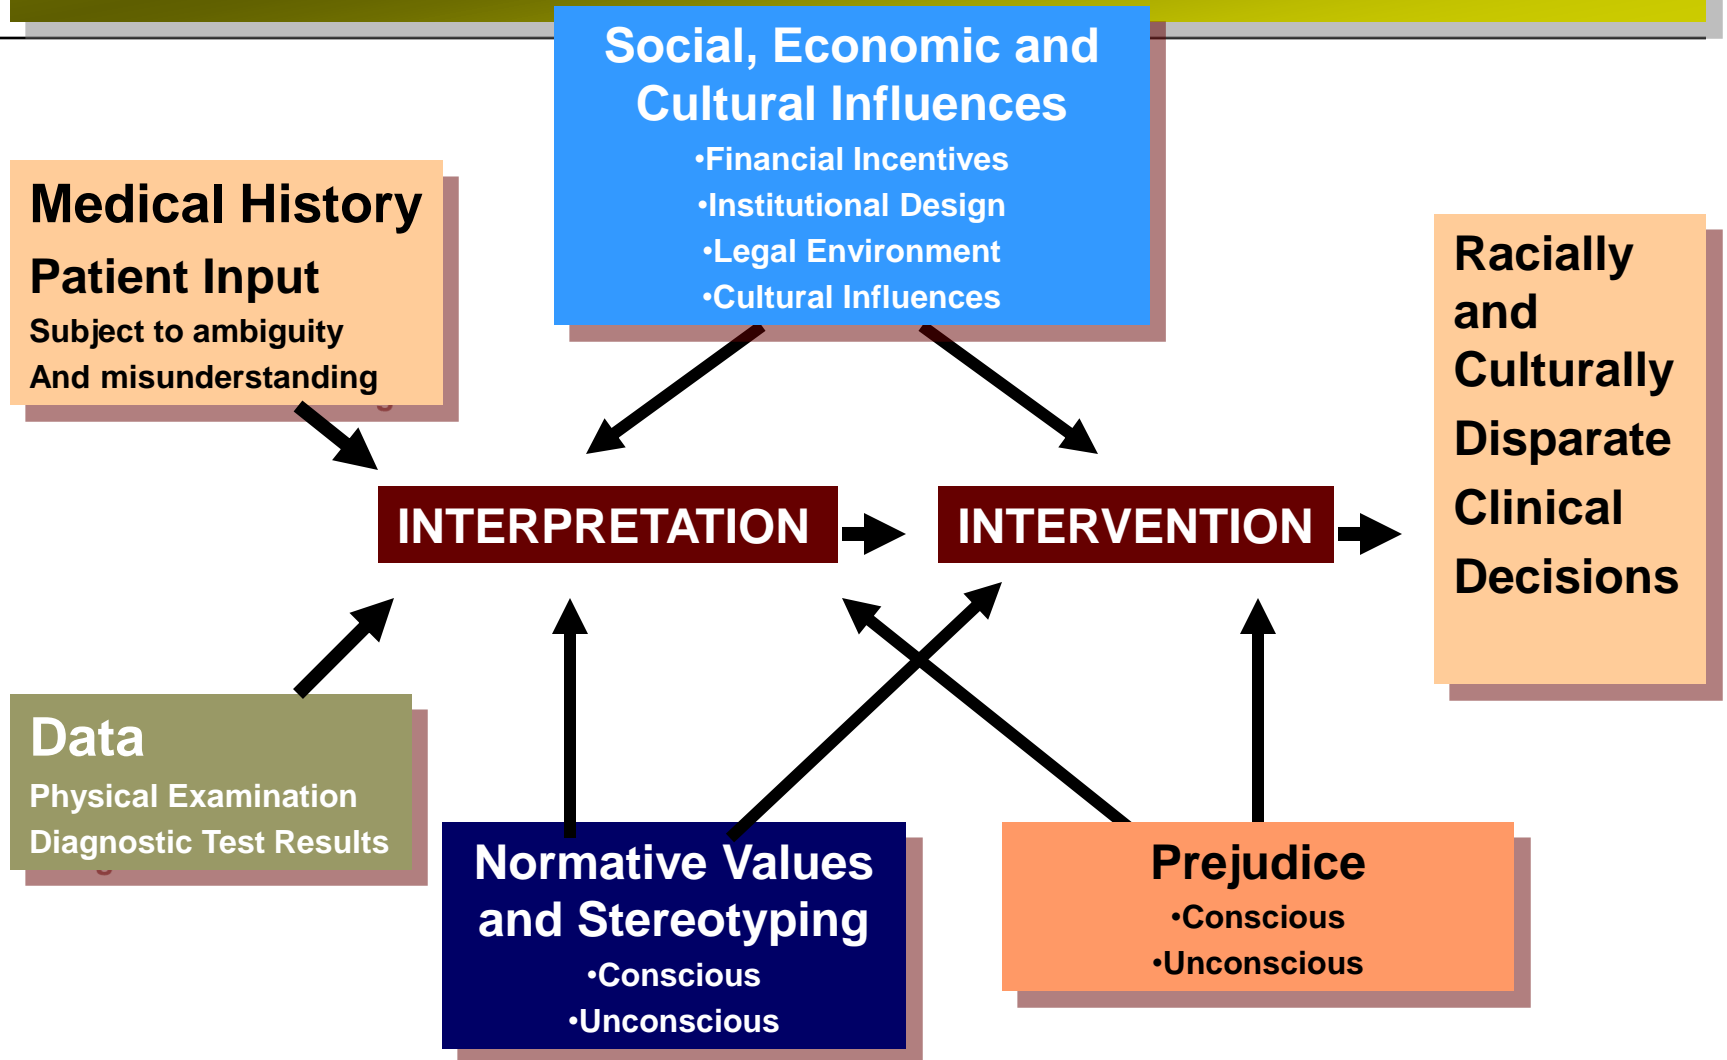 Social, Economic and
Cultural Influences
•Financial Incentives
•Institutional Design
•Legal Environment
•Cultural Influences
Medical History
Patient Input
Subject to ambiguity
And misunderstanding
Racially
and
Culturally
Disparate
Clinical
Decisions
INTERPRETATION
INTERVENTION
Data
Physical Examination
Diagnostic Test Results
Normative Values
and Stereotyping
•Conscious
•Unconscious
Prejudice
•Conscious
•Unconscious